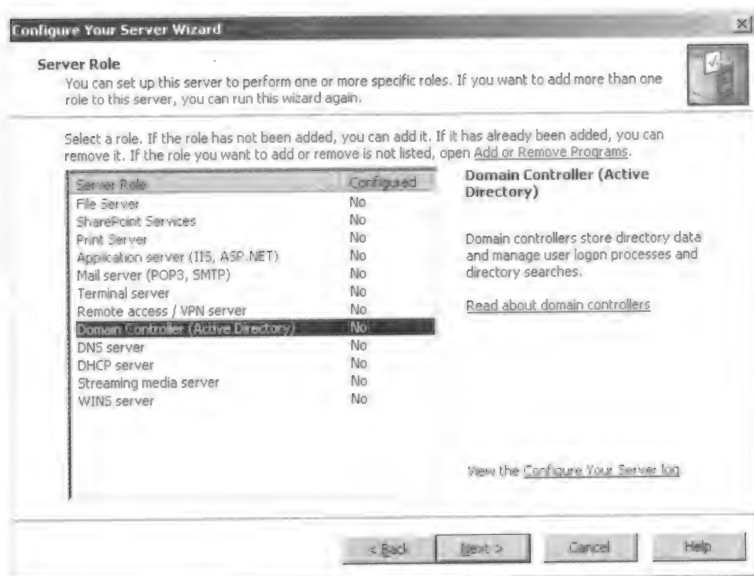 Configure Your Server Wizard
Server Role
You can set up this server to perform one or more specific roles. If you want to add more than one
role to this server, you can run this wizard again.
Select a role. If the role has not been added, you can add it. If it has already been added, you can
remove it. If the role you want to add or remove is not listed, open Add or Remove Programs.
Server Role Configured
File Server No
SharePoint Services No
Print Server No
Application server (IIS, ASP.NET) No
Mail server (POP3, SMTP) No
Terminal server No
Remote access / VPN server No
Domain Controller (Active Directory) No
DNS server No
DHCP server No
Streaming media server No
WINS server No
Domain Controller (Active
Directory)
Domain controllers store directory data
and manage user logon processes and
directory searches.
Read about domain controllers
View the Configure Your Server log.
< Back Next > Cancel Help